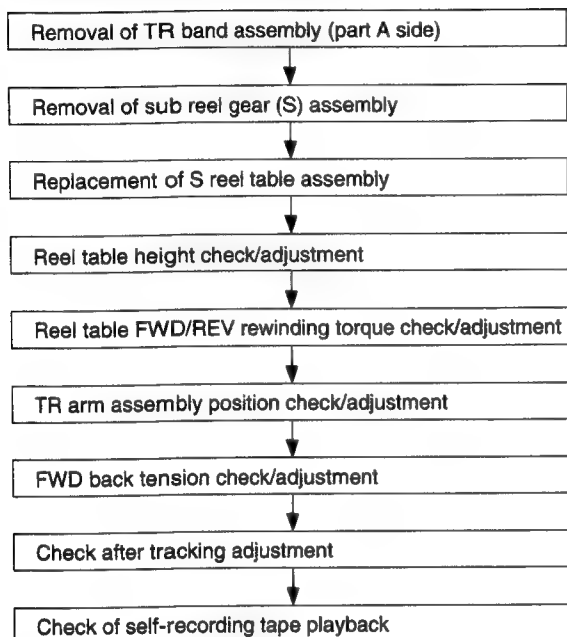 Removal of TR band assembly (part A side)
Removal of sub reel gear (S) assembly
Replacement of S reel table assembly
Reel table height check/adjustment
Reel table FWD/REV rewinding torque check/adjustment
TR arm assembly position check/adjustment
FWD back tension check/adjustment
Check after tracking adjustment
Check of self-recording tape playback